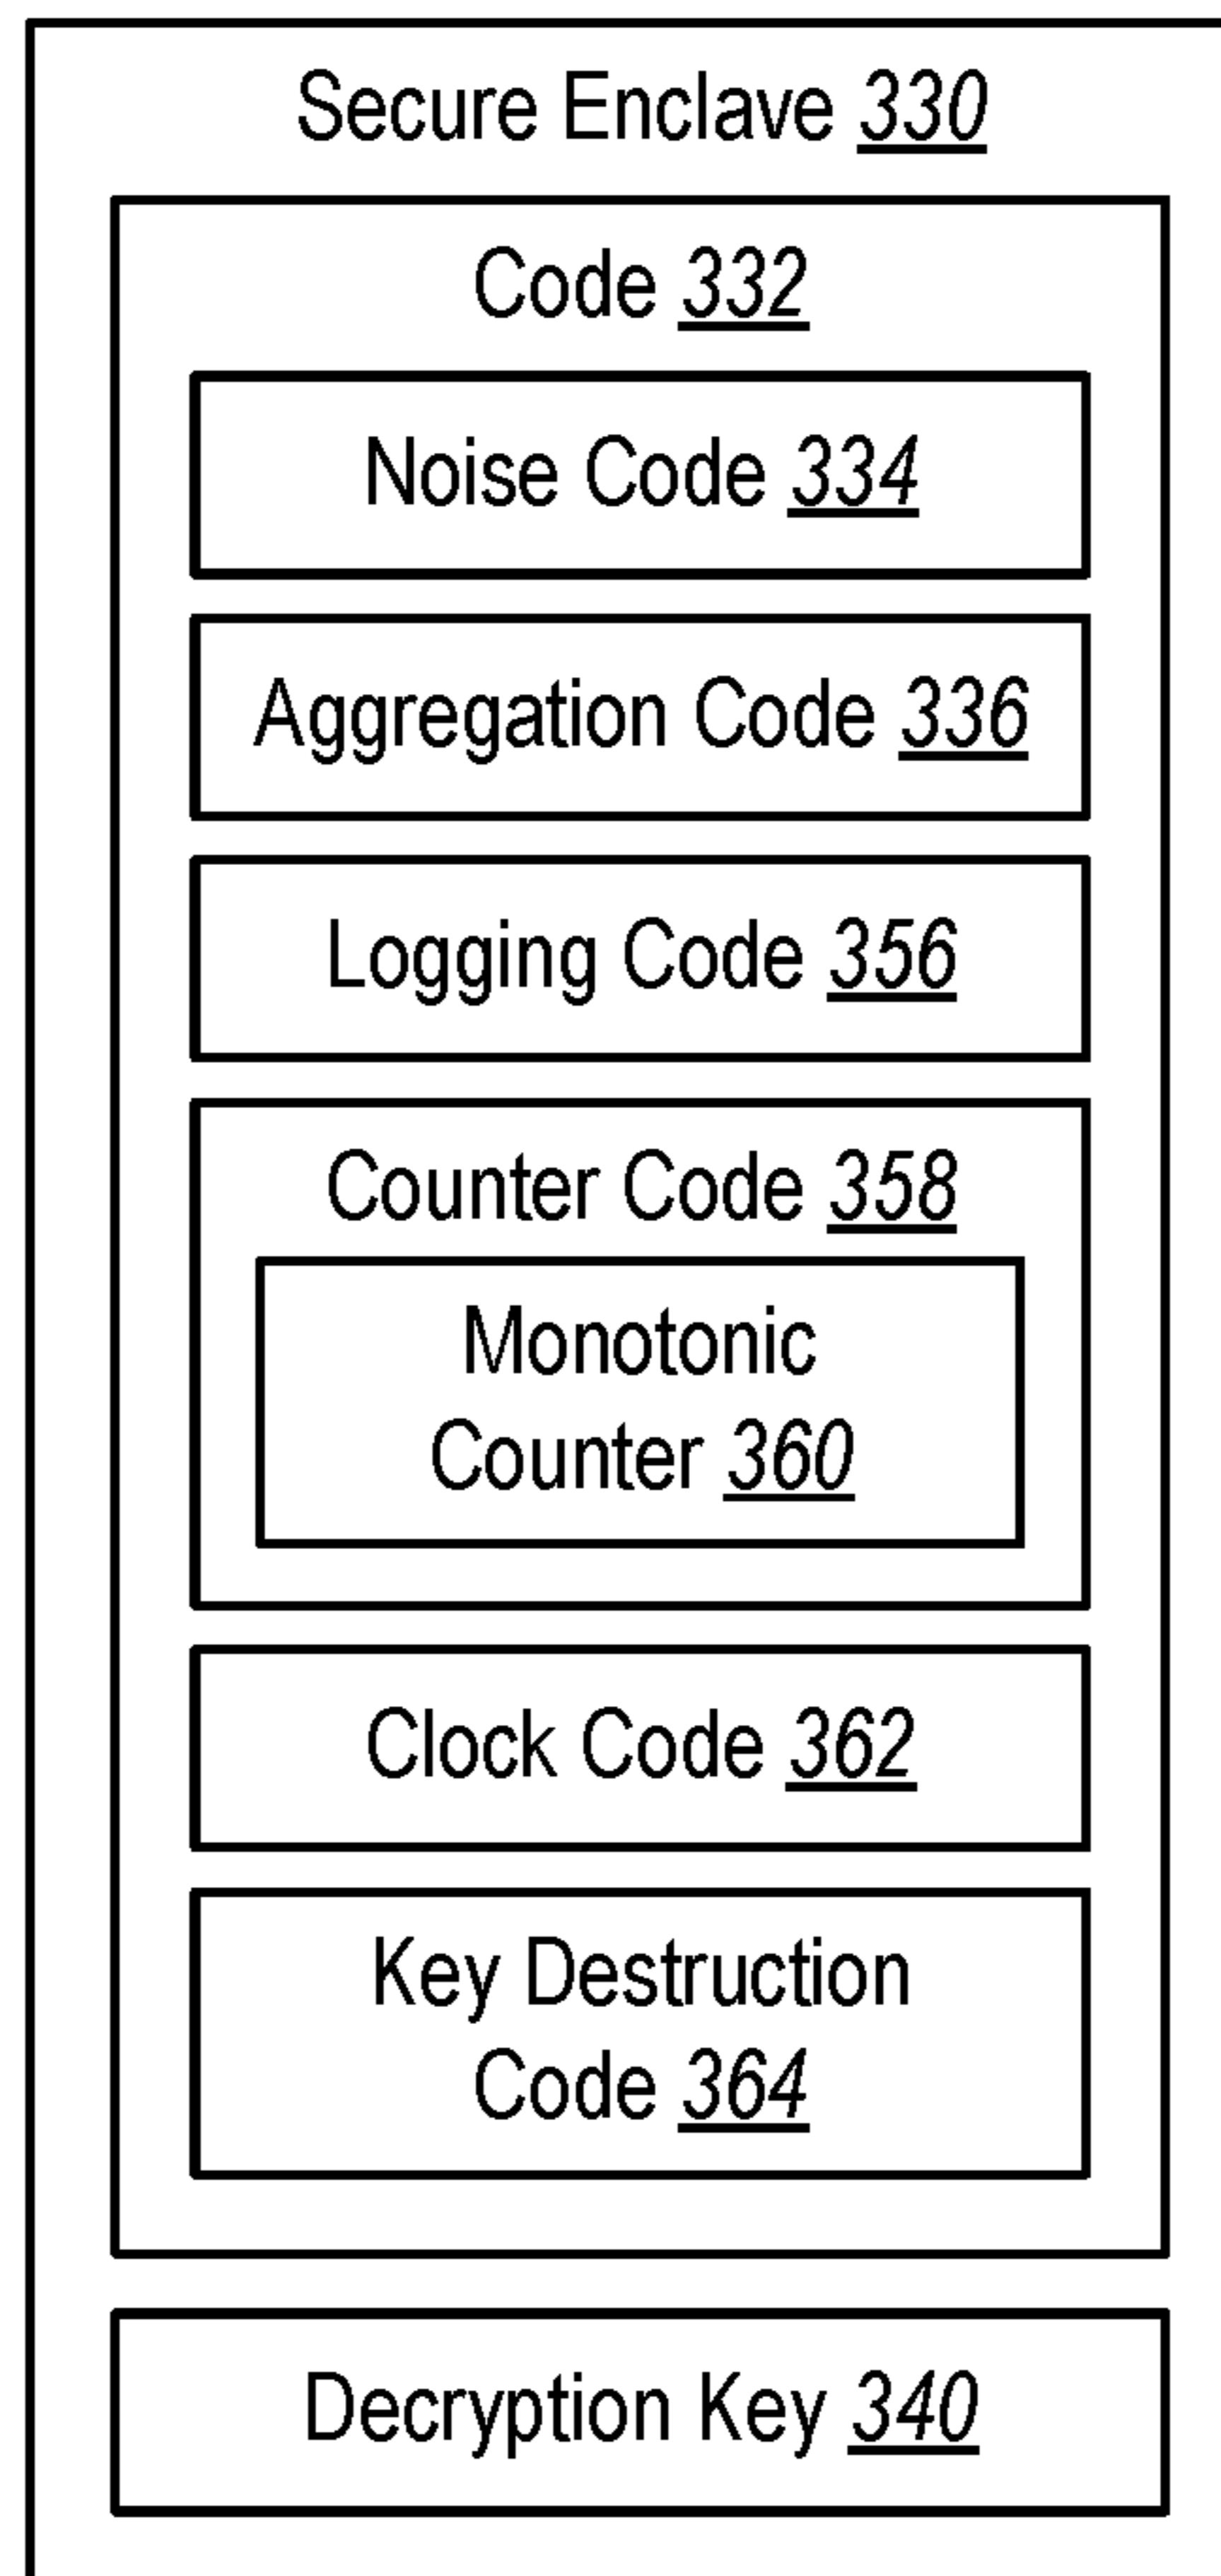 Secure Enclave 330
Code 332
Noise Code 334
Aggregation Code 336
Logging Code 356
Counter Code 358
Monotonic
Counter 360
Clock Code 362
Key Destruction
Code 364
Decryption Key 340